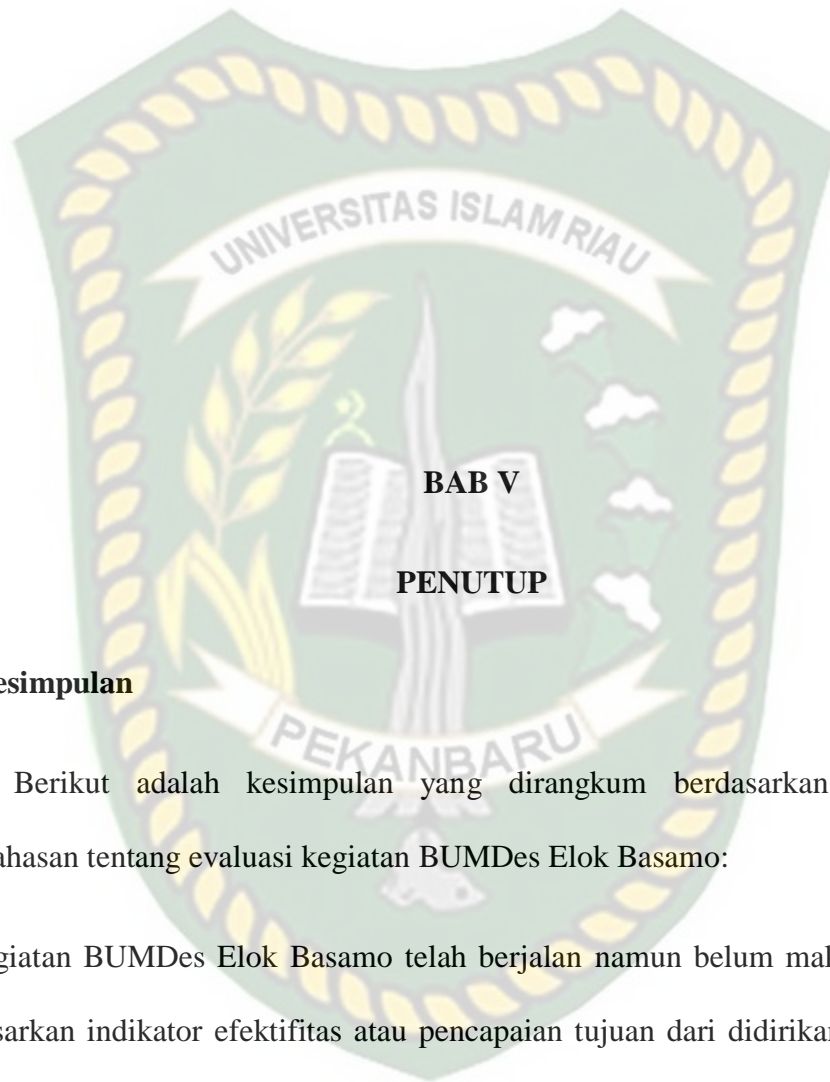 UNIVERSITAS ISLAM RIAU
BAB V
PENUTUP
esimpulan
PEKANBARU
Berikut adalah kesimpulan yang dirangkum berdasarkan
ahasan tentang evaluasi kegiatan BUMDes Elok Basamo:
giatan BUMDes Elok Basamo telah berjalan namun belum mal
sarkan indikator efektifitas atau pencapaian tujuan dari didirikan